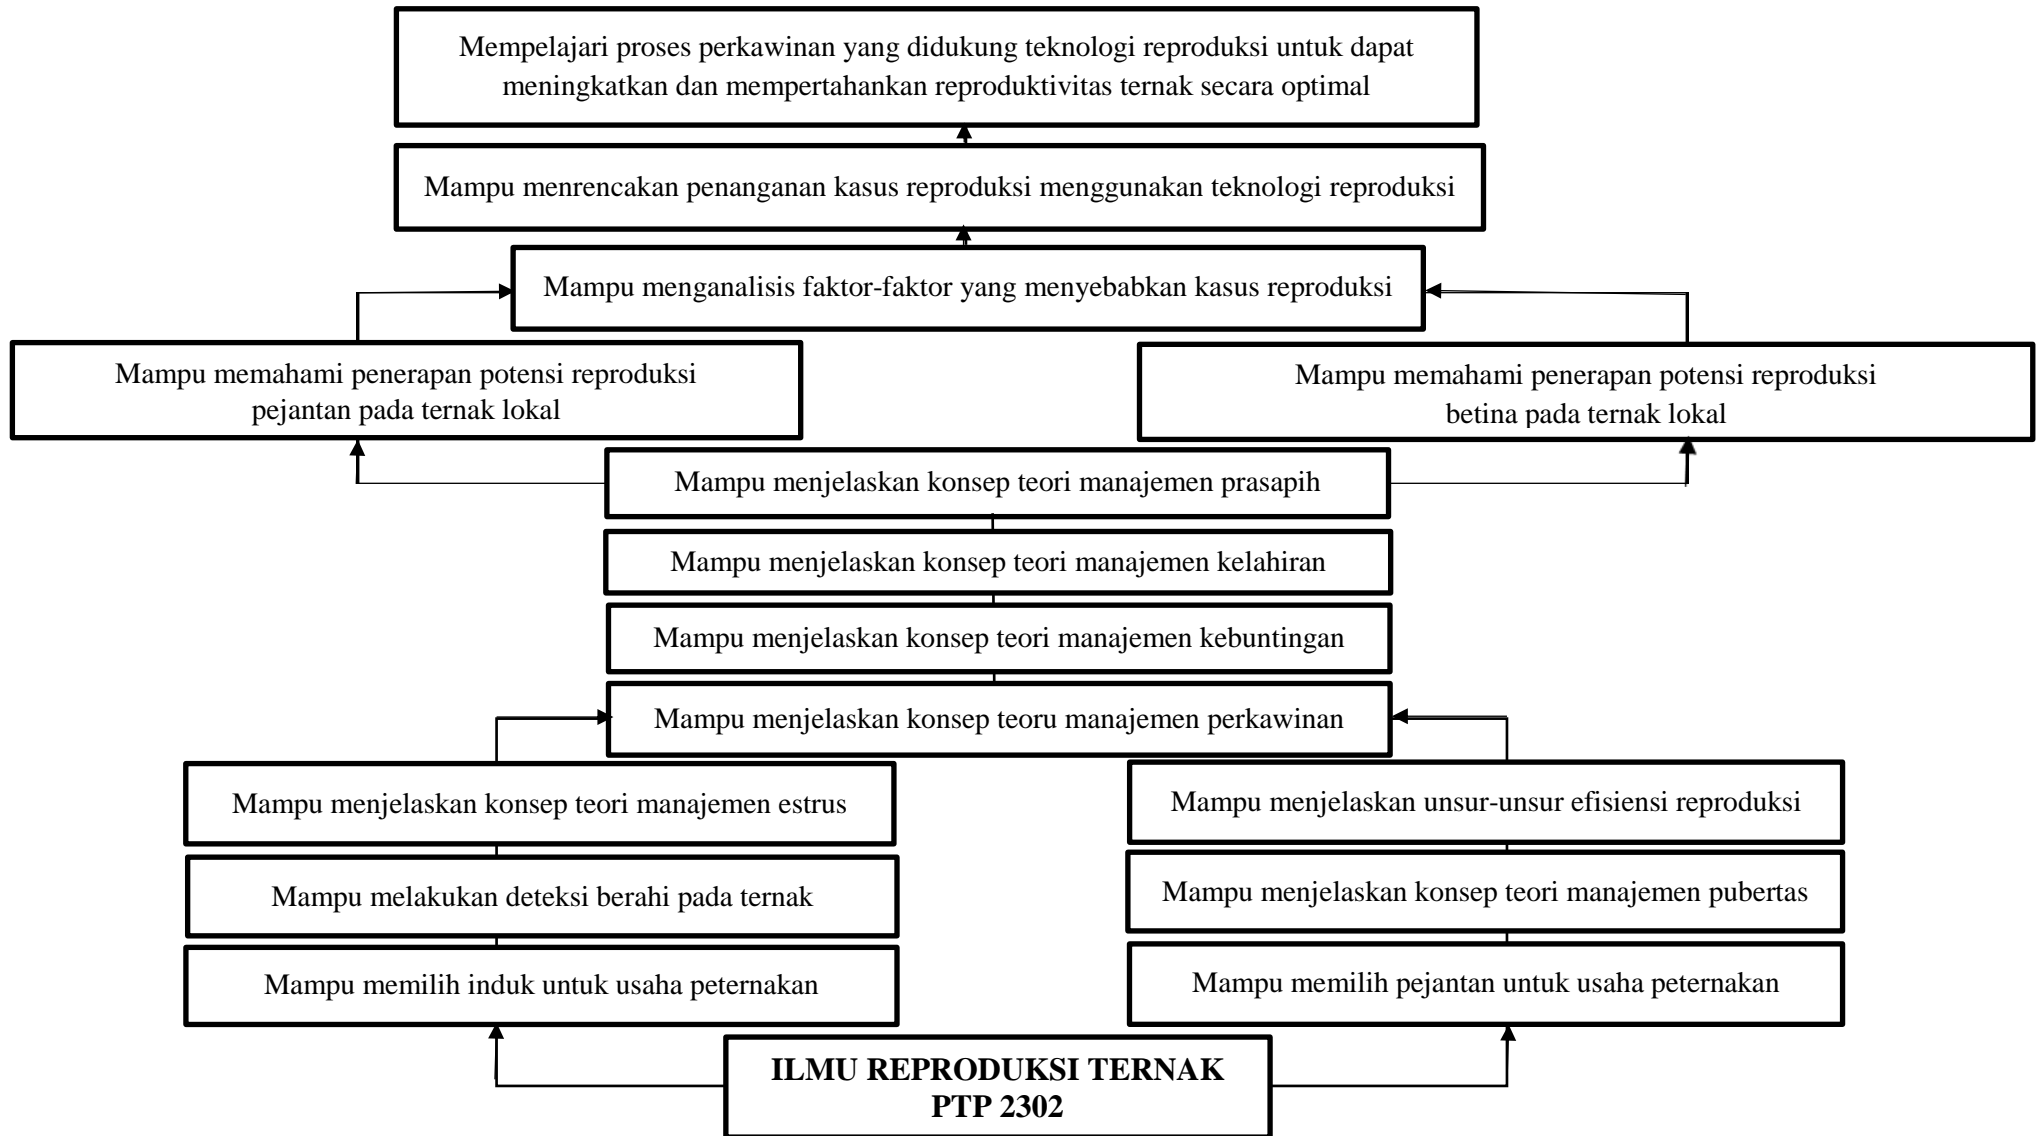 Mempelajari proses perkawinan yang didukung teknologi reproduksi untuk dapat
meningkatkan dan mempertahankan reproduktivitas ternak secara optimal
Mampu menrencakan penanganan kasus reproduksi menggunakan teknologi reproduksi
Mampu menganalisis faktor-faktor yang menyebabkan kasus reproduksi
Mampu memahami penerapan potensi reproduksi
pejantan pada ternak lokal
Mampu memahami penerapan potensi reproduksi
betina pada ternak lokal
Mampu menjelaskan konsep teori manajemen prasapih
Mampu menjelaskan konsep teori manajemen kelahiran
Mampu menjelaskan konsep teori manajemen kebuntingan
Mampu menjelaskan konsep teoru manajemen perkawinan
Mampu menjelaskan konsep teori manajemen estrus
Mampu menjelaskan unsur-unsur efisiensi reproduksi
Mampu melakukan deteksi berahi pada ternak
Mampu menjelaskan konsep teori manajemen pubertas
Mampu memilih induk untuk usaha peternakan
Mampu memilih pejantan untuk usaha peternakan
ILMU REPRODUKSI TERNAK
PTP 2302